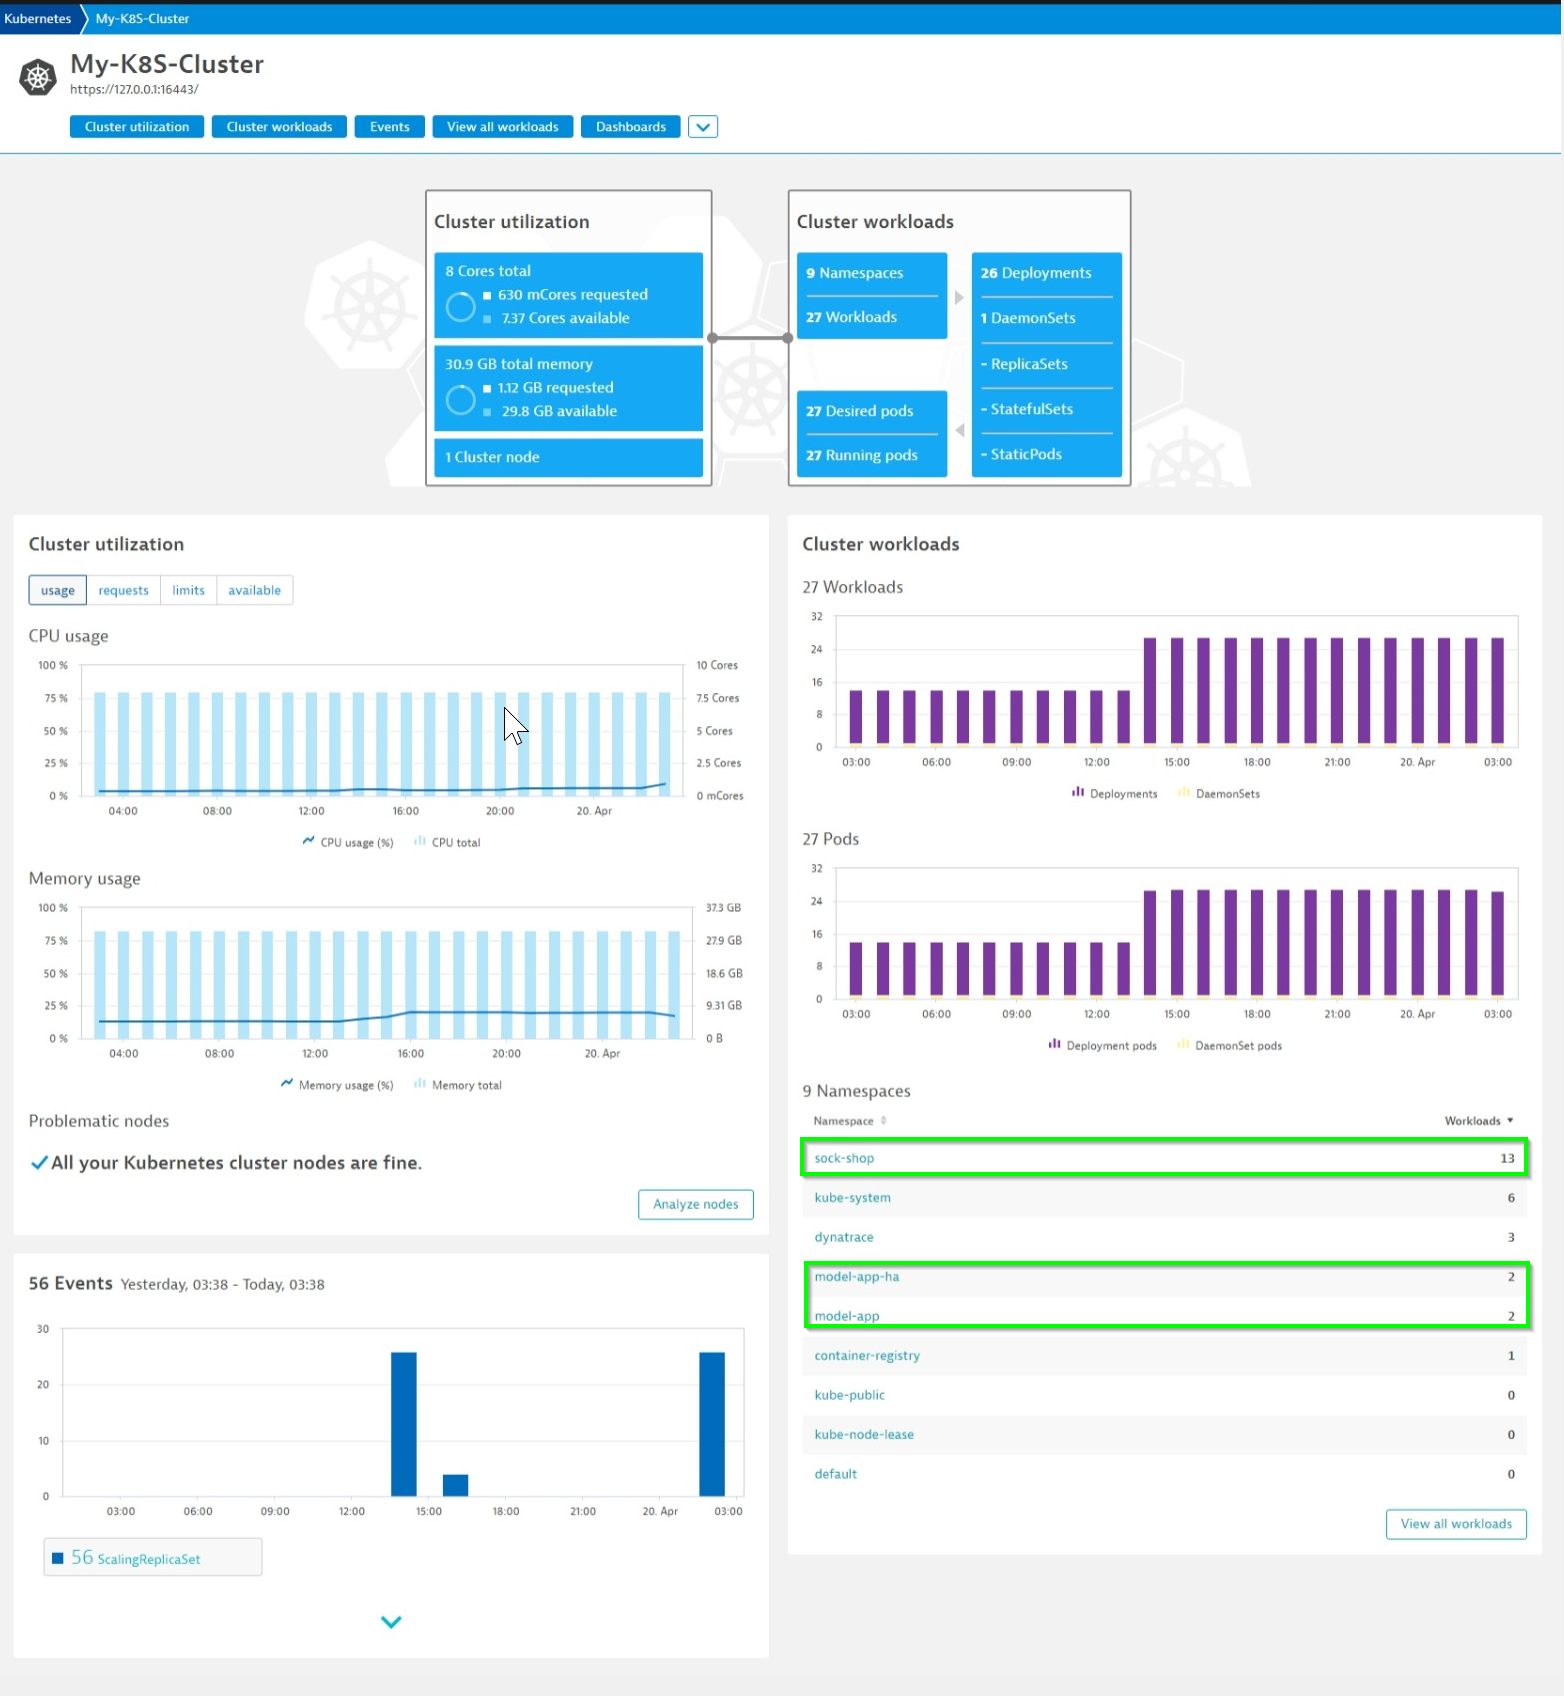 Kubernetes
My-K8S-Cluster
My-K8S-Cluster
https://127.0.0.1:16443/
Cluster utilization
Cluster workloads
Events
View all workloads
Dashboards
Cluster utilization
8 Cores total
630 mCores requested
7.37 Cores available
30.9 GB total memory
1.12 GB requested
29.8 GB available
1 Cluster node
Cluster workloads
9 Namespaces
27 Workloads
27 Desired pods
27 Running pods
26 Deployments
1 DaemonSets
- ReplicaSets
- StatefulSets
- StaticPods
Cluster utilization
usage requests limits available
CPU usage
100 % 10 Cores
75 % 7.5 Cores
50 % 5 Cores
25 % 2.5 Cores
0 % 0 mCores
04:00 08:00 12:00 16:00 20:00 20. Apr
CPU usage (%) CPU total
Memory usage
100 % 37.3 GB
75 % 27.9 GB
50 % 18.6 GB
25 % 9.31 GB
0 % 0 B
04:00 08:00 12:00 16:00 20:00 20. Apr
Memory usage (%) Memory total
Problematic nodes
All your Kubernetes cluster nodes are fine.
Analyze nodes
56 Events Yesterday, 03:38 - Today, 03:38
30
20
10
0
03:00 06:00 09:00 12:00 15:00 18:00 21:00 20. Apr 03:00
56 ScalingReplicaSet
Cluster workloads
27 Workloads
32
24
16
8
0
03:00 06:00 09:00 12:00 15:00 18:00 21:00 20. Apr 03:00
Deployments DaemonSets
27 Pods
32
24
16
8
0
03:00 06:00 09:00 12:00 15:00 18:00 21:00 20. Apr 03:00
Deployment pods DaemonSet pods
9 Namespaces
Namespace Workloads
sock-shop 13
kube-system 6
dynatrace 3
model-app-ha 2
model-app 2
container-registry 1
kube-public 0
kube-node-lease 0
default 0
View all workloads